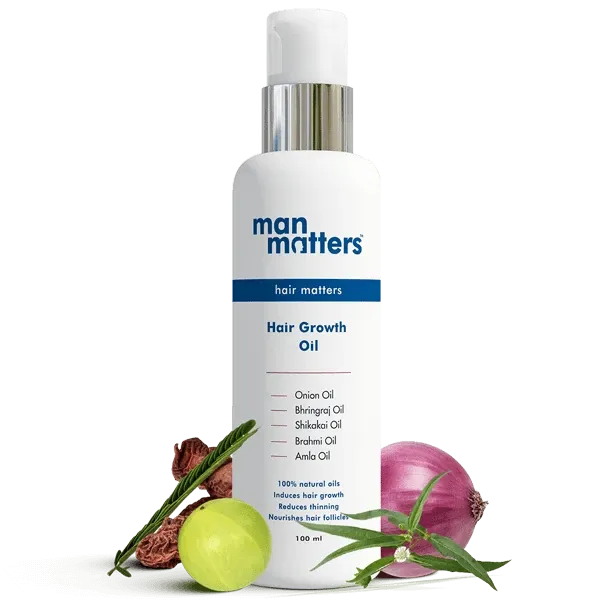 man
matters™
hair matters
Hair Growth
Oil
Onion Oil
Bhringraj Oil
Shikakai Oil
Brahmi Oil
Amla Oil
100% natural oils
Induces hair growth
Reduces thinning
Nourishes hair follicles
100 ml